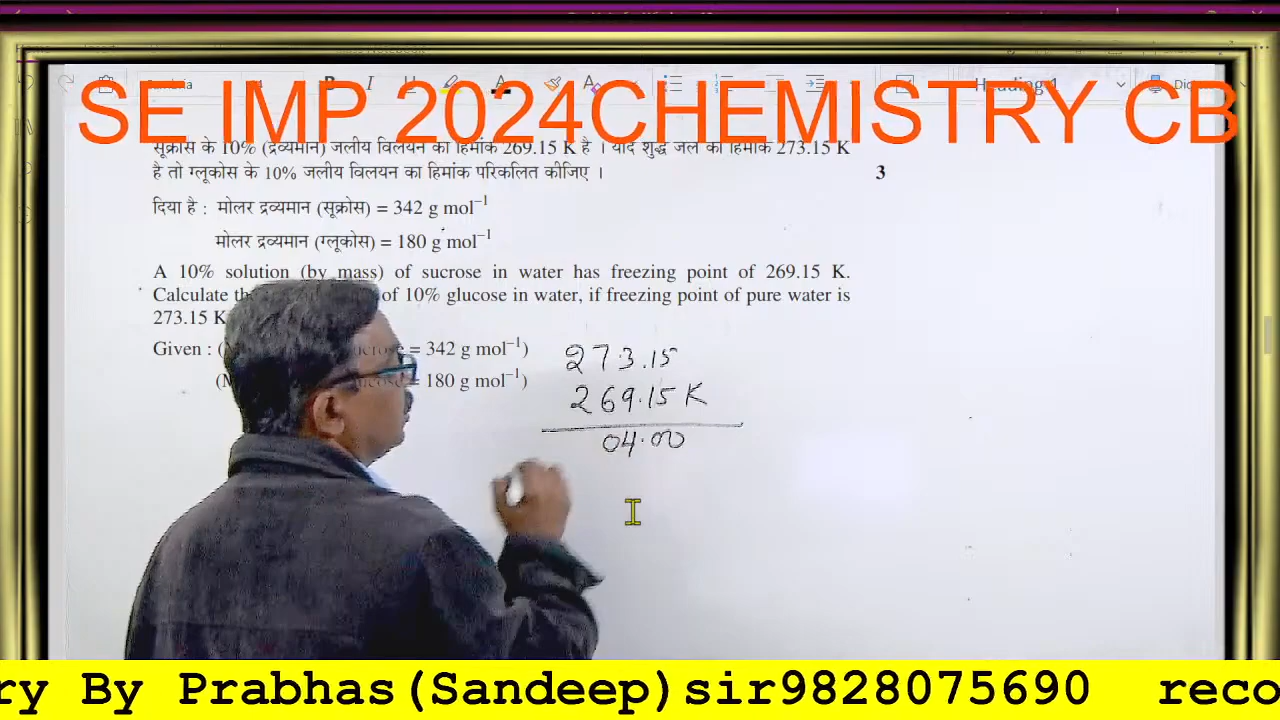 SE IMP 2024CHEMISTRY CB
सूक्रोस के 10% (द्रव्यमान) जलीय विलयन का हिमांक 269.15 K है । यदि शुद्ध जल का हिमांक 273.15 K
है तो ग्लूकोस के 10% जलीय विलयन का हिमांक परिकलित कीजिए ।
3
दिया है : मोलर द्रव्यमान (सूक्रोस) = 342 g mol⁻¹
मोलर द्रव्यमान (ग्लूकोस) = 180 g mol⁻¹
A 10% solution (by mass) of sucrose in water has freezing point of 269.15 K.
Calculate of 10% glucose in water, if freezing point of pure water is
273.15 K
Given : = 342 g mol⁻¹)
= 180 g mol⁻¹)
273.15
269.15 K
04.00
ry By Prabhas(Sandeep)sir9828075690 reco